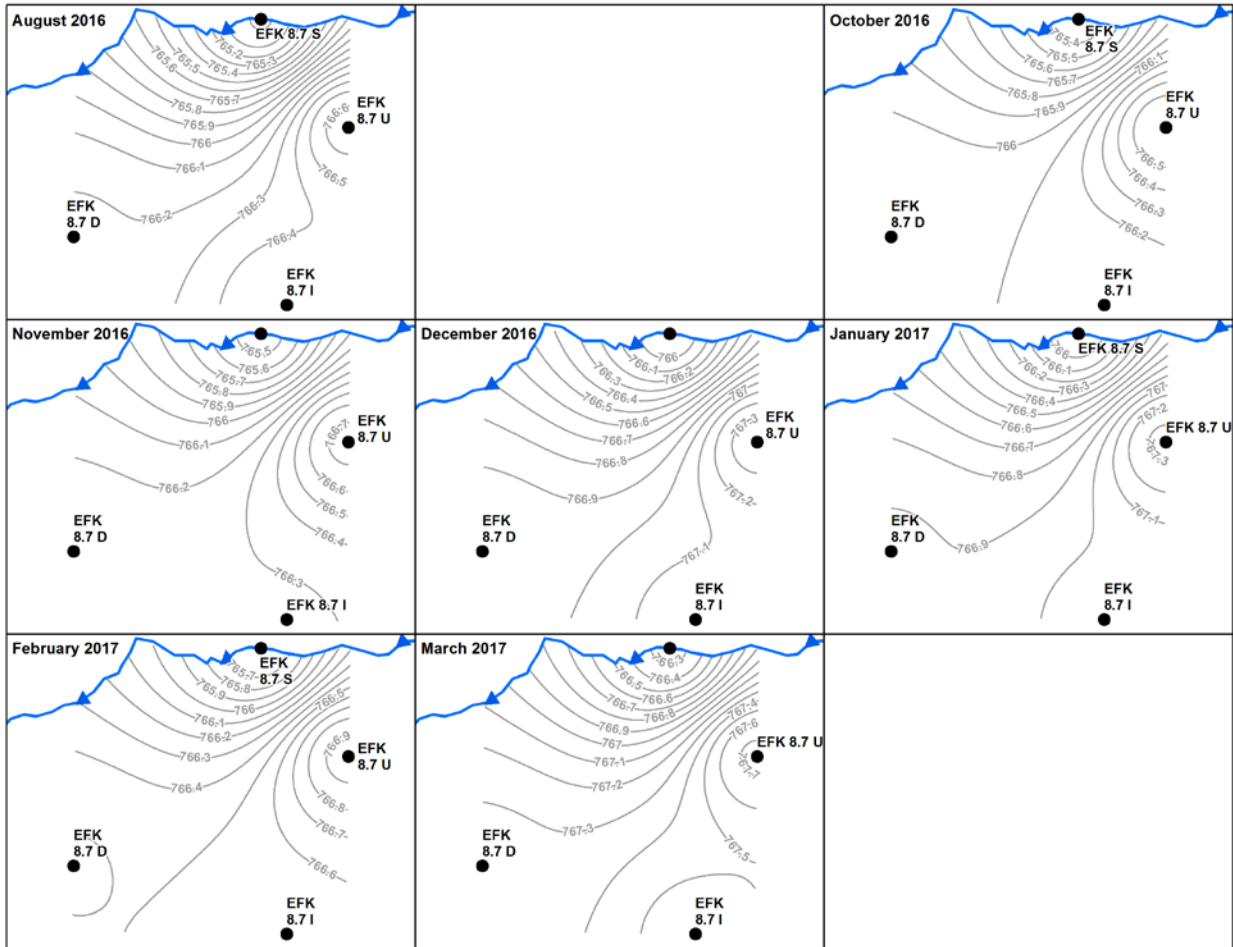 August 2016
EFK 8.7 S
765.2
765.3
765.4
765.5
765.6
765.7
765.8
765.9
766
766.1
766.2
766.3
766.4
766.5
766.6
EFK
8.7 U
EFK
8.7 D
EFK
8.7 I
October 2016
EFK
8.7 S
765.4
765.5
765.6
765.7
765.8
765.9
766
766.1
EFK
8.7 U
766.5
766.4
766.3
766.2
EFK
8.7 D
EFK
8.7 I
November 2016
765.5
765.6
765.7
765.8
765.9
766
766.1
766.2
EFK
8.7 U
766.7
766.6
766.5
766.4
766.3
EFK
8.7 D
EFK 8.7 I
December 2016
766
766.1
766.2
766.3
766.4
766.5
766.6
766.7
766.8
766.9
767
767.3
EFK
8.7 U
767.2
767.1
EFK
8.7 D
EFK
8.7 I
January 2017
EFK 8.7 S
766
766.1
766.2
766.3
766.4
766.5
766.6
766.7
766.8
767
767.2
EFK 8.7 U
767.3
767.1
766.9
EFK
8.7 D
EFK
8.7 I
February 2017
EFK
8.7 S
765.7
765.8
765.9
766
766.1
766.2
766.3
766.4
766.5
766.9
EFK
8.7 U
766.8
766.7
766.6
EFK
8.7 D
EFK
8.7 I
March 2017
766.3
766.4
766.5
766.6
766.7
766.8
766.9
767
767.1
767.2
767.3
767.4
767.6
EFK 8.7 U
767.7
767.5
EFK
8.7 D
EFK
8.7 I